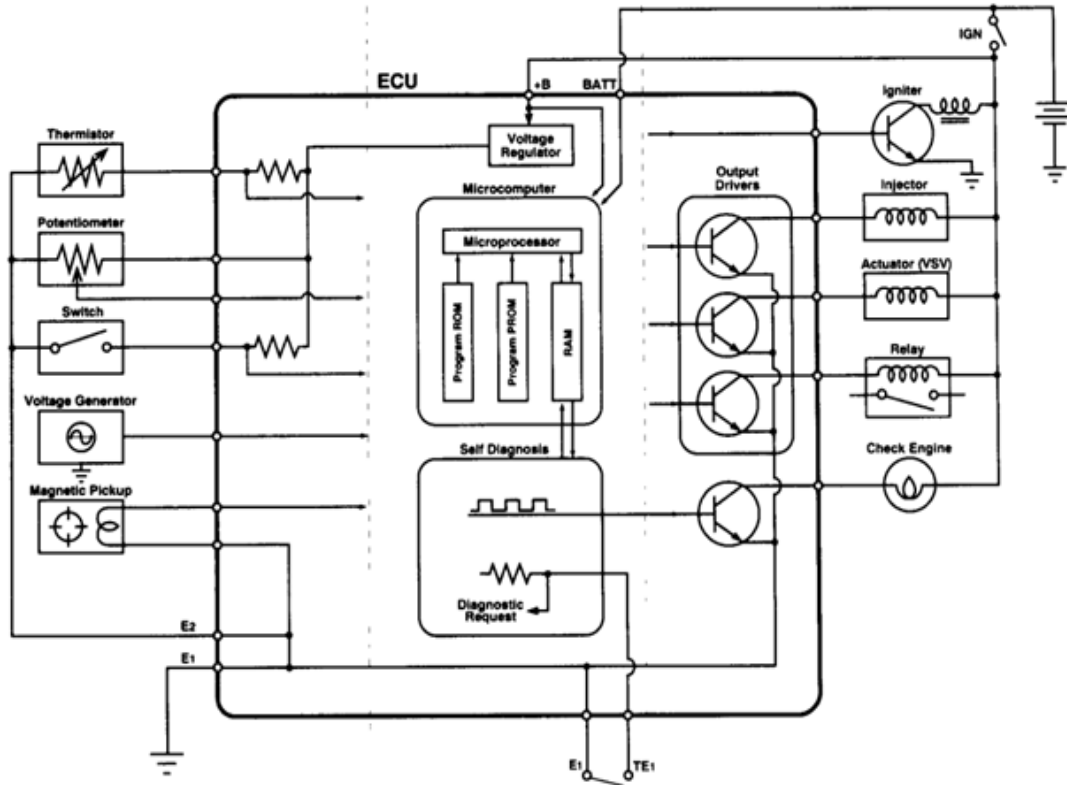 IGN
ECU
+B
BATT
Igniter
Thermistor
Voltage
Regulator
Microcomputer
Output
Drivers
Injector
Potentiometer
Microprocessor
Actuator (VSV)
Switch
Program ROM
Program PROM
RAM
Relay
Voltage Generator
Self Diagnosis
Check Engine
Magnetic Pickup
Diagnostic
Request
E2
E1
E1
TE1